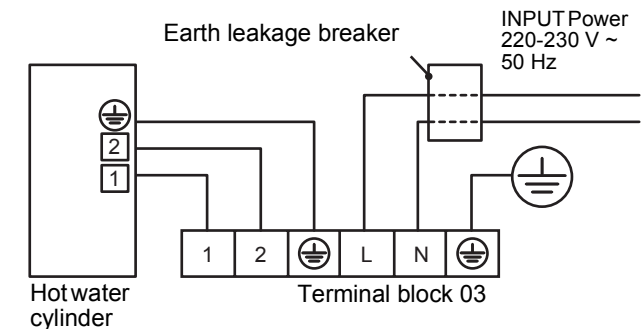 Earth leakage breaker
INPUT Power
220-230 V ~
50 Hz
2
1
1 2 L N
Hot water
cylinder
Terminal block 03